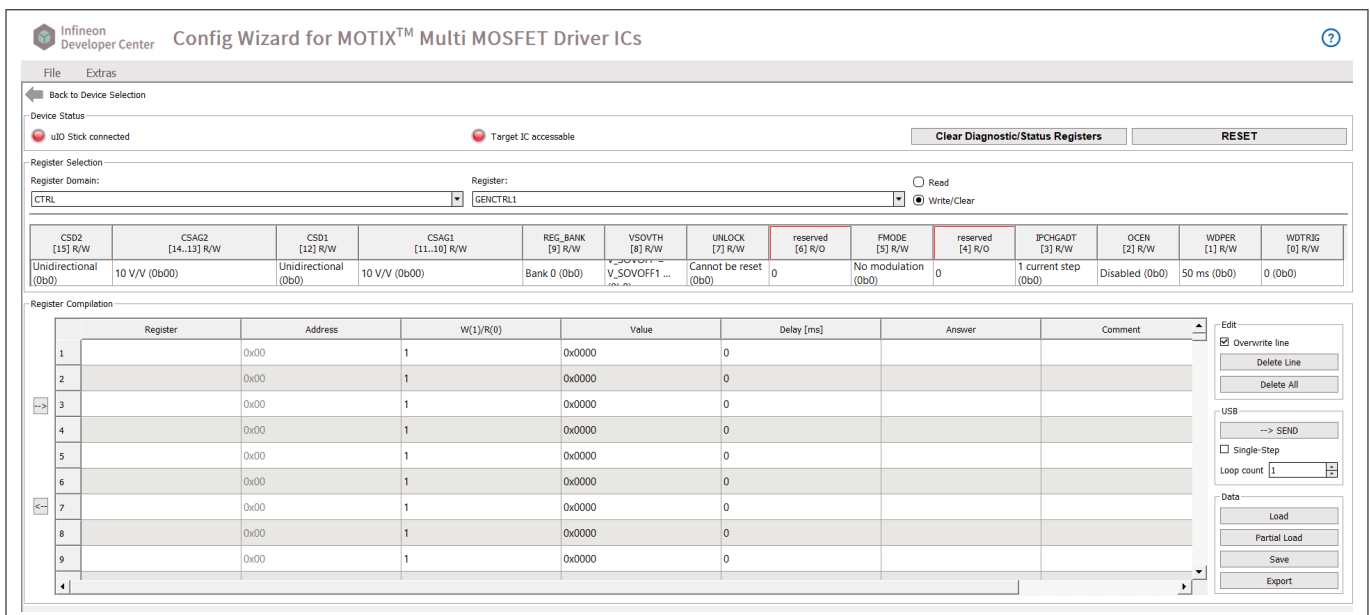 Infineon
Developer Center
Config Wizard for MOTIX™ Multi MOSFET Driver ICs
?
File Extras
Back to Device Selection
Device Status
uIO Stick connected
Target IC accessable
Clear Diagnostic/Status Registers
RESET
Register Selection
Register Domain:
Register:
Read
CTRL
GENCTRL1
Write/Clear
CSD2 CSAG2 CSD1 CSAG1 REG_BANK VSOVTH UNLOCK reserved FMODE reserved IPCHGADT OCEN WDPER WDTRIG
[15] R/W [14..13] R/W [12] R/W [11..10] R/W [9] R/W [8] R/W [7] R/W [6] R/O [5] R/W [4] R/O [3] R/W [2] R/W [1] R/W [0] R/W
Unidirectional Unidirectional Cannot be reset No modulation 1 current step
10 V/V (0b00) 10 V/V (0b00) Bank 0 (0b0) V_SOVOFF1 ... 0 0 Disabled (0b0) 50 ms (0b0) 0 (0b0)
(0b0) (0b0) (0b0) (0b0) (0b0)
Register Compilation
Register Address W(1)/R(0) Value Delay [ms] Answer Comment
1 0x00 1 0x0000 0
2 0x00 1 0x0000 0
--> 3 0x00 1 0x0000 0
4 0x00 1 0x0000 0
5 0x00 1 0x0000 0
6 0x00 1 0x0000 0
<-- 7 0x00 1 0x0000 0
8 0x00 1 0x0000 0
9 0x00 1 0x0000 0
Edit
Overwrite line
Delete Line
Delete All
USB
--> SEND
Single-Step
Loop count 1
Data
Load
Partial Load
Save
Export